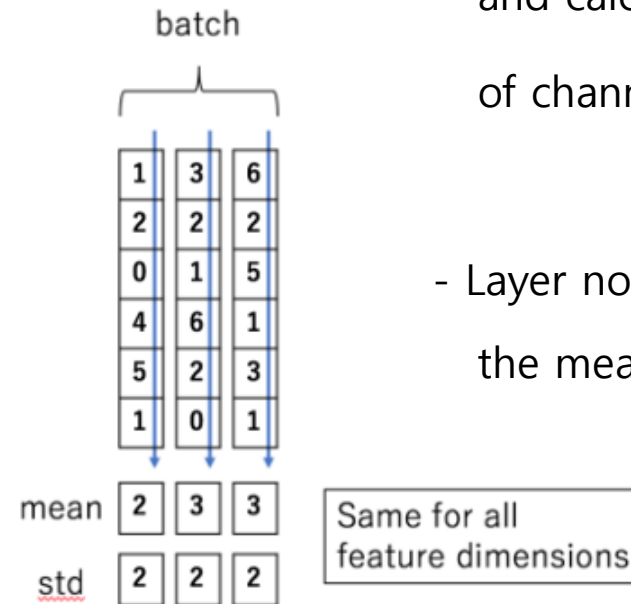 batch
and calc
of chann
1 3 6
2 2 2
0 1 5
4 6 1
5 2 3
1 0 1
- Layer no
the mea
mean 2 3 3
std 2 2 2
Same for all
feature dimensions